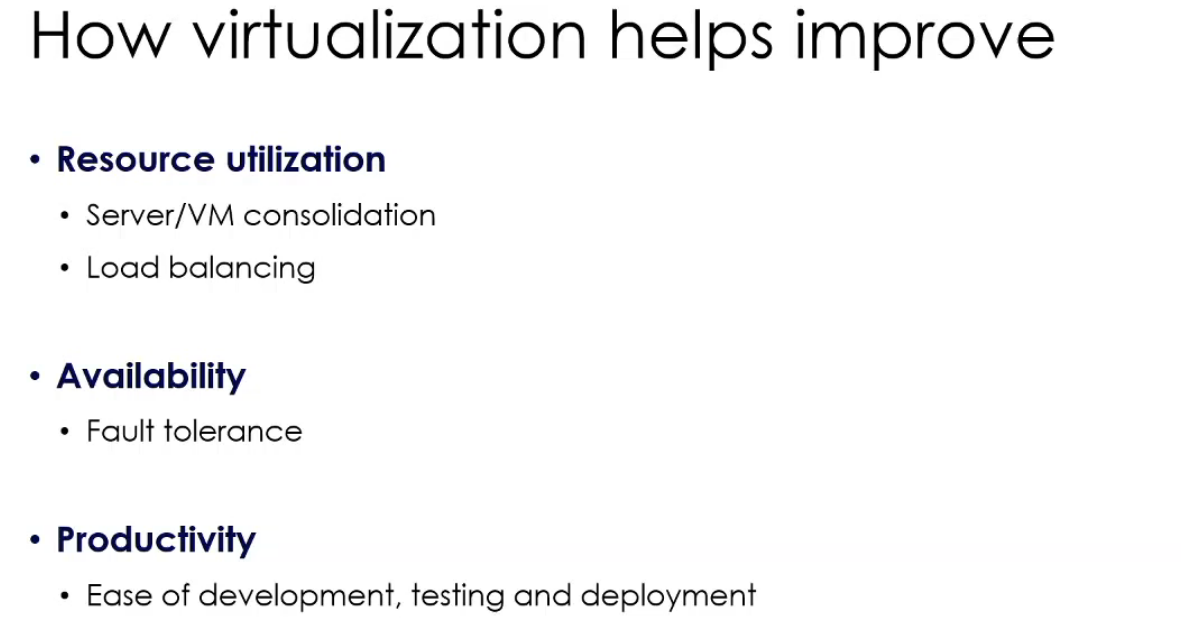 How virtualization helps improve
• Resource utilization
• Server/VM consolidation
• Load balancing
• Availability
• Fault tolerance
• Productivity
• Ease of development, testing and deployment